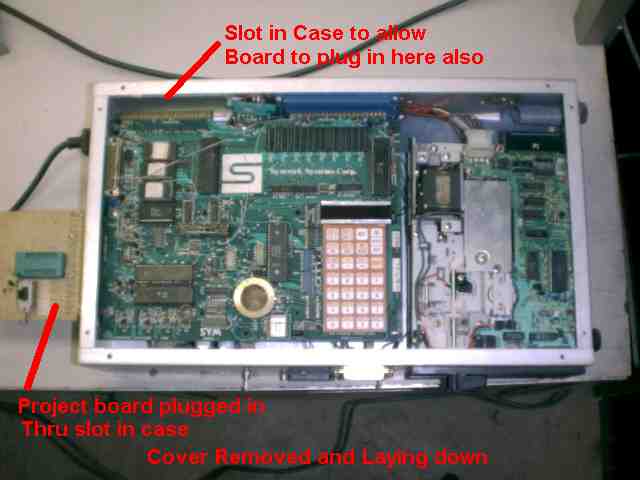 Slot in Case to allow
Board to plug in here also
S
Synertek Systems Corp.
SYM
Project board plugged in
Thru slot in case
Cover Removed and Laying down